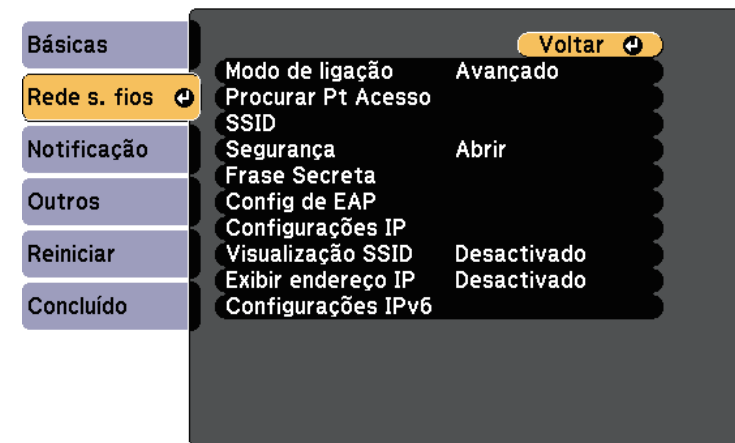 Básicas
Rede s. fios
Notificação
Outros
Reiniciar
Concluído
Voltar
Modo de ligação Avançado
Procurar Pt Acesso
SSID
Segurança Abrir
Frase Secreta
Config de EAP
Configurações IP
Visualização SSID Desactivado
Exibir endereço IP Desactivado
Configurações IPv6